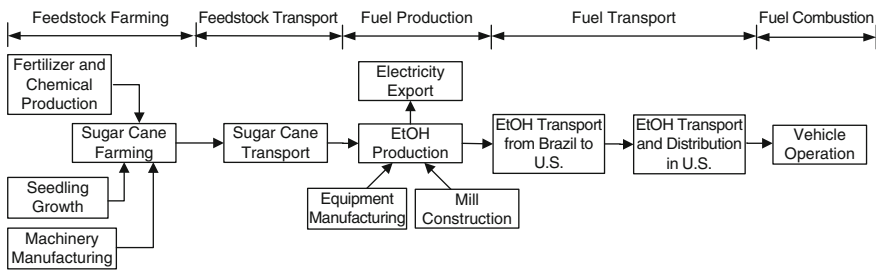 Feedstock Farming
Feedstock Transport
Fuel Production
Fuel Transport
Fuel Combustion
Fertilizer and
Chemical
Production
Electricity
Export
Sugar Cane
Farming
Sugar Cane
Transport
EtOH
Production
EtOH Transport
from Brazil to
U.S.
EtOH Transport
and Distribution
in U.S.
Vehicle
Operation
Seedling
Growth
Equipment
Manufacturing
Mill
Construction
Machinery
Manufacturing